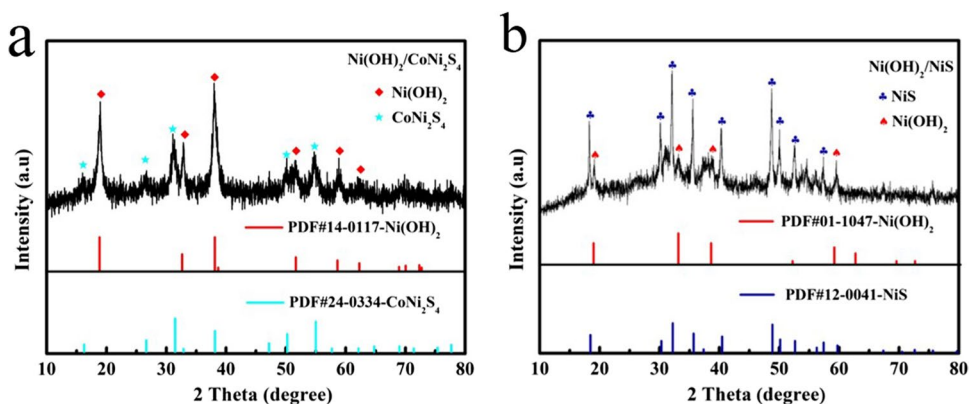 a
Intensity (a.u)
Ni(OH)₂/CoNi₂S₄
Ni(OH)₂
CoNi₂S₄
PDF#14-0117-Ni(OH)₂
PDF#24-0334-CoNi₂S₄
10 20 30 40 50 60 70 80
2 Theta (degree)
b
Intensity (a.u)
Ni(OH)₂/NiS
NiS
Ni(OH)₂
PDF#01-1047-Ni(OH)₂
PDF#12-0041-NiS
10 20 30 40 50 60 70 80
2 Theta (degree)